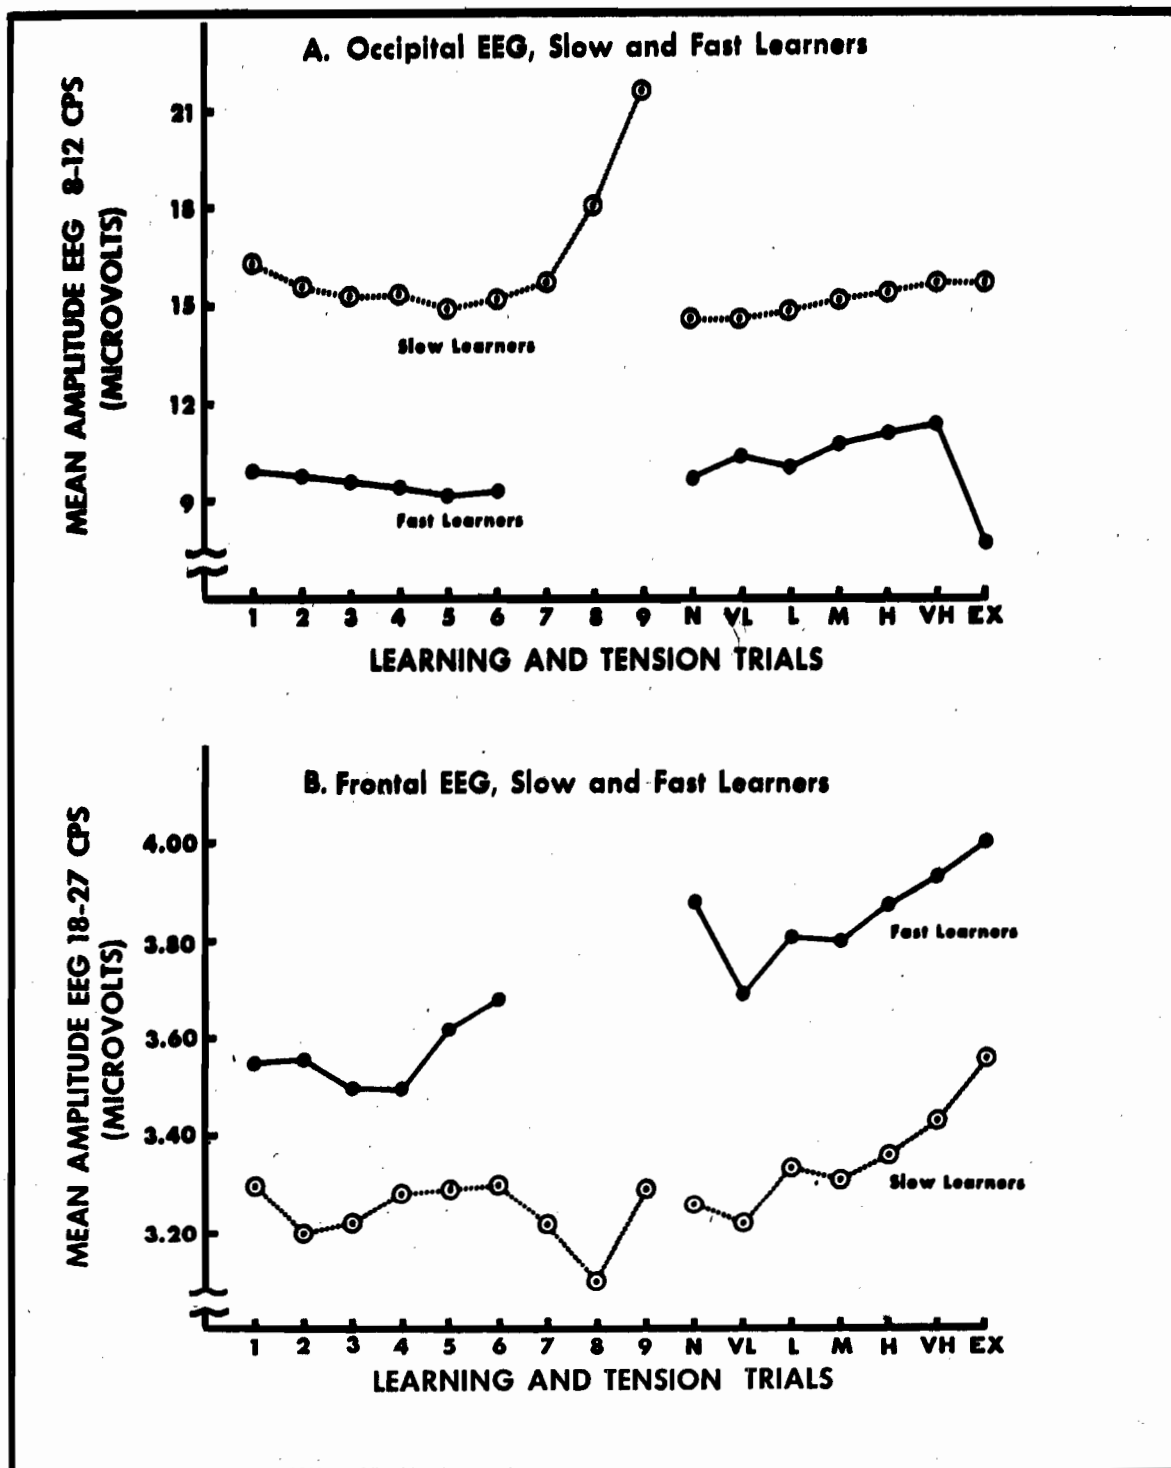 A. Occipital EEG, Slow and Fast Learners
MEAN AMPLITUDE EEG 8-12 CPS
(MICROVOLTS)
21
18
15
12
9
Slow Learners
Fast Learners
1 2 3 4 5 6 7 8 9 N VL L M H VH EX
LEARNING AND TENSION TRIALS
B. Frontal EEG, Slow and Fast Learners
MEAN AMPLITUDE EEG 18-27 CPS
(MICROVOLTS)
4.00
3.80
3.60
3.40
3.20
Fast Learners
Slow Learners
1 2 3 4 5 6 7 8 9 N VL L M H VH EX
LEARNING AND TENSION TRIALS